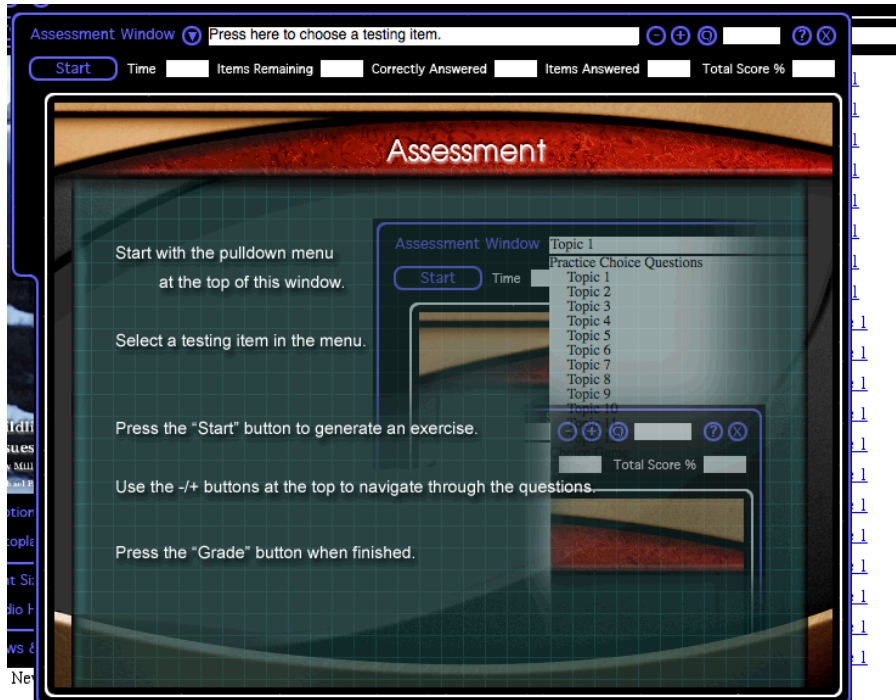 Assessment Window
Press here to choose a testing item.
Start
Time
Items Remaining
Correctly Answered
Items Answered
Total Score %
Assessment
Start with the pulldown menu
at the top of this window.
Select a testing item in the menu.
Press the “Start” button to generate an exercise.
Use the -/+ buttons at the top to navigate through the questions.
Press the “Grade” button when finished.
Assessment Window
Topic 1
Start
Time
Practice Choice Questions
Topic 1
Topic 2
Topic 3
Topic 4
Topic 5
Topic 6
Topic 7
Topic 8
Topic 9
Topic 10
Total Score %